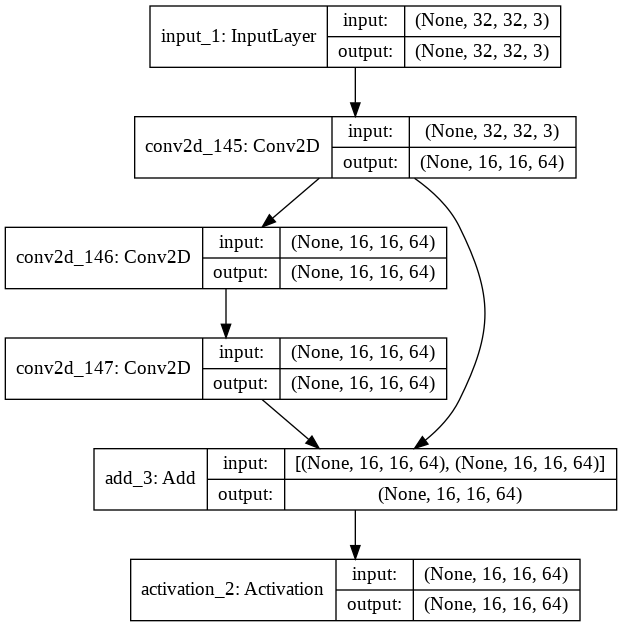 input_1: InputLayer
input: (None, 32, 32, 3)
output: (None, 32, 32, 3)
conv2d_145: Conv2D
input: (None, 32, 32, 3)
output: (None, 16, 16, 64)
conv2d_146: Conv2D
input: (None, 16, 16, 64)
output: (None, 16, 16, 64)
conv2d_147: Conv2D
input: (None, 16, 16, 64)
output: (None, 16, 16, 64)
add_3: Add
input: [(None, 16, 16, 64), (None, 16, 16, 64)]
output: (None, 16, 16, 64)
activation_2: Activation
input: (None, 16, 16, 64)
output: (None, 16, 16, 64)